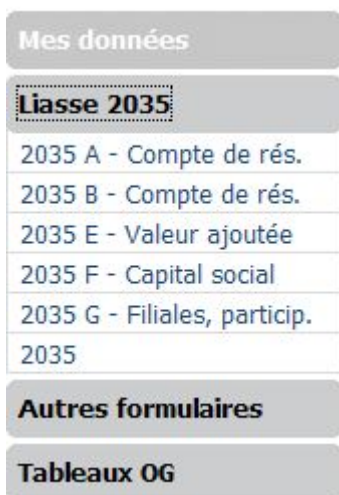 Mes données
Liasse 2035
2035 A - Compte de rés.
2035 B - Compte de rés.
2035 E - Valeur ajoutée
2035 F - Capital social
2035 G - Filiales, particip.
2035
Autres formulaires
Tableaux OG